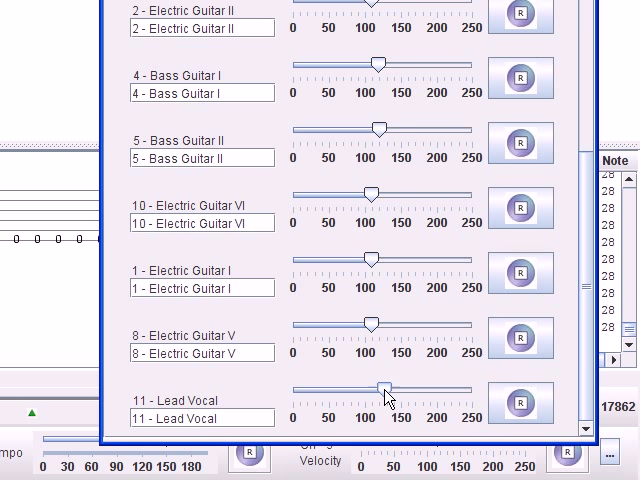 2 - Electric Guitar II
2 - Electric Guitar II
0 50 100 150 200 250
R
4 - Bass Guitar I
4 - Bass Guitar I
0 50 100 150 200 250
R
5 - Bass Guitar II
5 - Bass Guitar II
0 50 100 150 200 250
R
Note
28
28
28
28
28
28
28
28
28
10 - Electric Guitar VI
10 - Electric Guitar VI
0 50 100 150 200 250
R
0 0 0 0
1 - Electric Guitar I
1 - Electric Guitar I
0 50 100 150 200 250
R
8 - Electric Guitar V
8 - Electric Guitar V
0 50 100 150 200 250
R
11 - Lead Vocal
11 - Lead Vocal
0 50 100 150 200 250
R
17862
mpo
0 30 60 90 120 150 180
R
Velocity
0 50 100 150 200 250
R
...